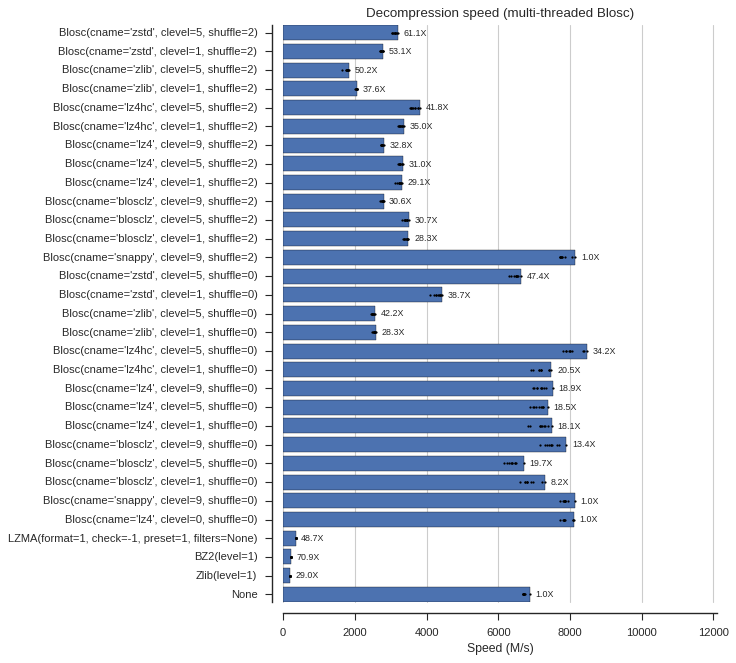 Decompression speed (multi-threaded Blosc)
Blosc(cname='zstd', clevel=5, shuffle=2) 61.1X
Blosc(cname='zstd', clevel=1, shuffle=2) 53.1X
Blosc(cname='zlib', clevel=5, shuffle=2) 50.2X
Blosc(cname='zlib', clevel=1, shuffle=2) 37.6X
Blosc(cname='lz4hc', clevel=5, shuffle=2) 41.8X
Blosc(cname='lz4hc', clevel=1, shuffle=2) 35.0X
Blosc(cname='lz4', clevel=9, shuffle=2) 32.8X
Blosc(cname='lz4', clevel=5, shuffle=2) 31.0X
Blosc(cname='lz4', clevel=1, shuffle=2) 29.1X
Blosc(cname='blosclz', clevel=9, shuffle=2) 30.6X
Blosc(cname='blosclz', clevel=5, shuffle=2) 30.7X
Blosc(cname='blosclz', clevel=1, shuffle=2) 28.3X
Blosc(cname='snappy', clevel=9, shuffle=2) 1.0X
Blosc(cname='zstd', clevel=5, shuffle=0) 47.4X
Blosc(cname='zstd', clevel=1, shuffle=0) 38.7X
Blosc(cname='zlib', clevel=5, shuffle=0) 42.2X
Blosc(cname='zlib', clevel=1, shuffle=0) 28.3X
Blosc(cname='lz4hc', clevel=5, shuffle=0) 34.2X
Blosc(cname='lz4hc', clevel=1, shuffle=0) 20.5X
Blosc(cname='lz4', clevel=9, shuffle=0) 18.9X
Blosc(cname='lz4', clevel=5, shuffle=0) 18.5X
Blosc(cname='lz4', clevel=1, shuffle=0) 18.1X
Blosc(cname='blosclz', clevel=9, shuffle=0) 13.4X
Blosc(cname='blosclz', clevel=5, shuffle=0) 19.7X
Blosc(cname='blosclz', clevel=1, shuffle=0) 8.2X
Blosc(cname='snappy', clevel=9, shuffle=0) 1.0X
Blosc(cname='lz4', clevel=0, shuffle=0) 1.0X
LZMA(format=1, check=-1, preset=1, filters=None) 48.7X
BZ2(level=1) 70.9X
Zlib(level=1) 29.0X
None 1.0X
0 2000 4000 6000 8000 10000 12000
Speed (M/s)